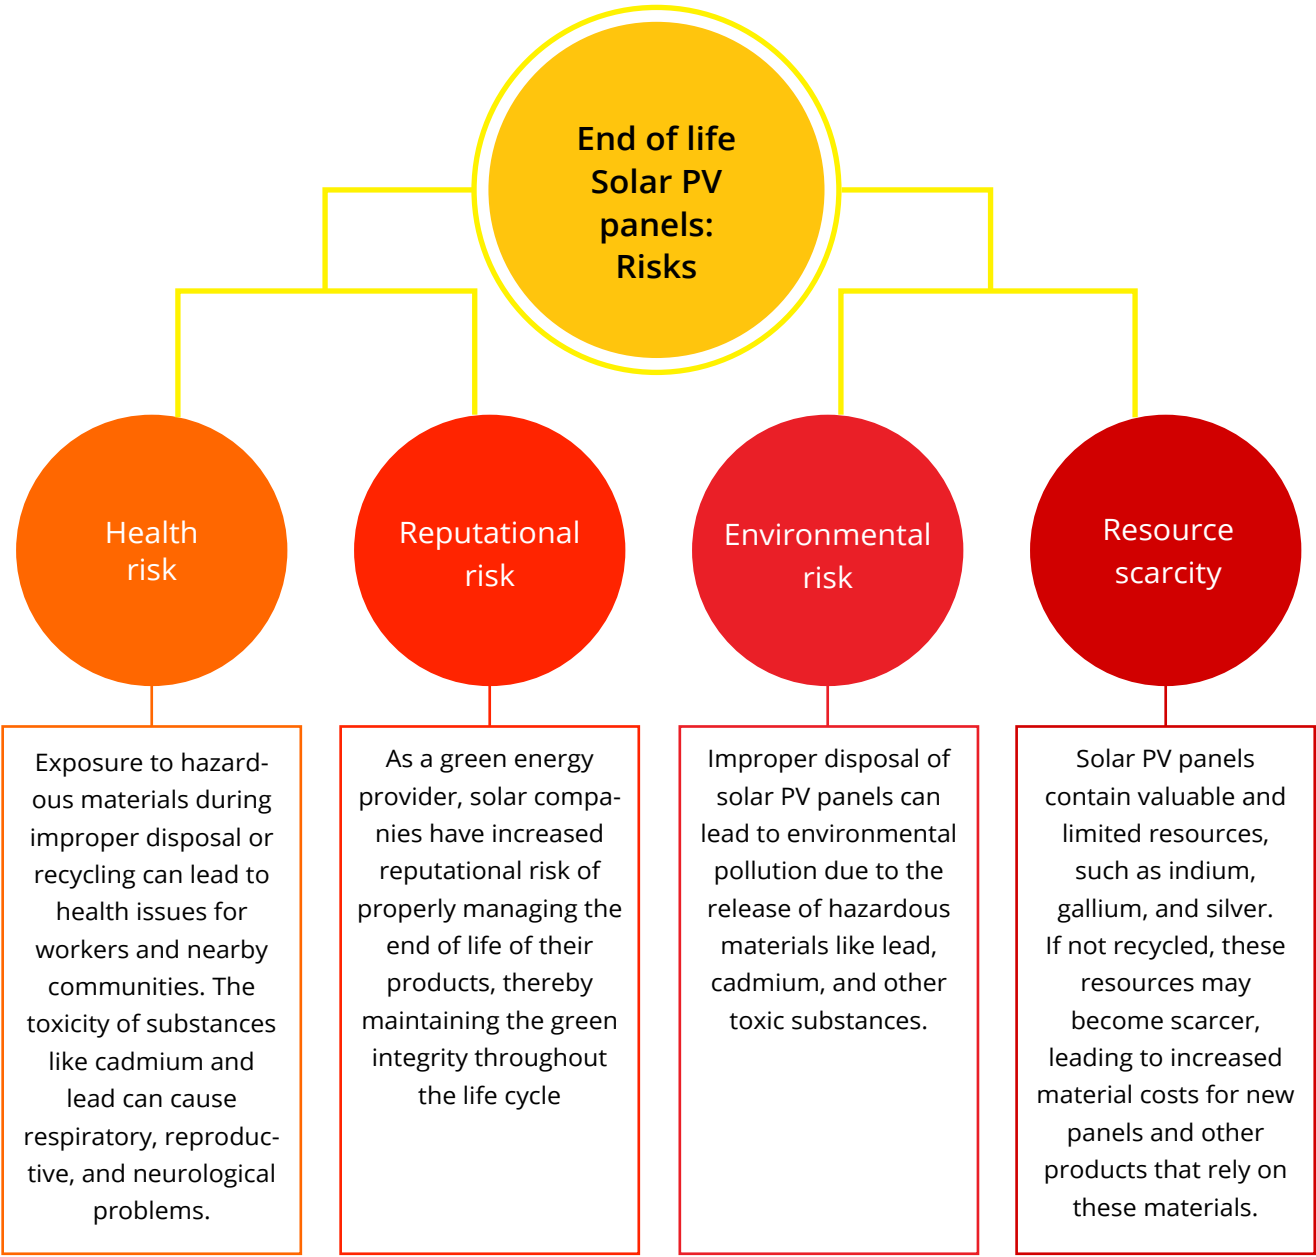 End of life
Solar PV
panels:
Risks
Health
risk
Reputational
risk
Environmental
risk
Resource
scarcity
Exposure to hazard-
ous materials during
improper disposal or
recycling can lead to
health issues for
workers and nearby
communities. The
toxicity of substances
like cadmium and
lead can cause
respiratory, reproduc-
tive, and neurological
problems.
As a green energy
provider, solar compa-
nies have increased
reputational risk of
properly managing the
end of life of their
products, thereby
maintaining the green
integrity throughout
the life cycle
Improper disposal of
solar PV panels can
lead to environmental
pollution due to the
release of hazardous
materials like lead,
cadmium, and other
toxic substances.
Solar PV panels
contain valuable and
limited resources,
such as indium,
gallium, and silver.
If not recycled, these
resources may
become scarcer,
leading to increased
material costs for new
panels and other
products that rely on
these materials.